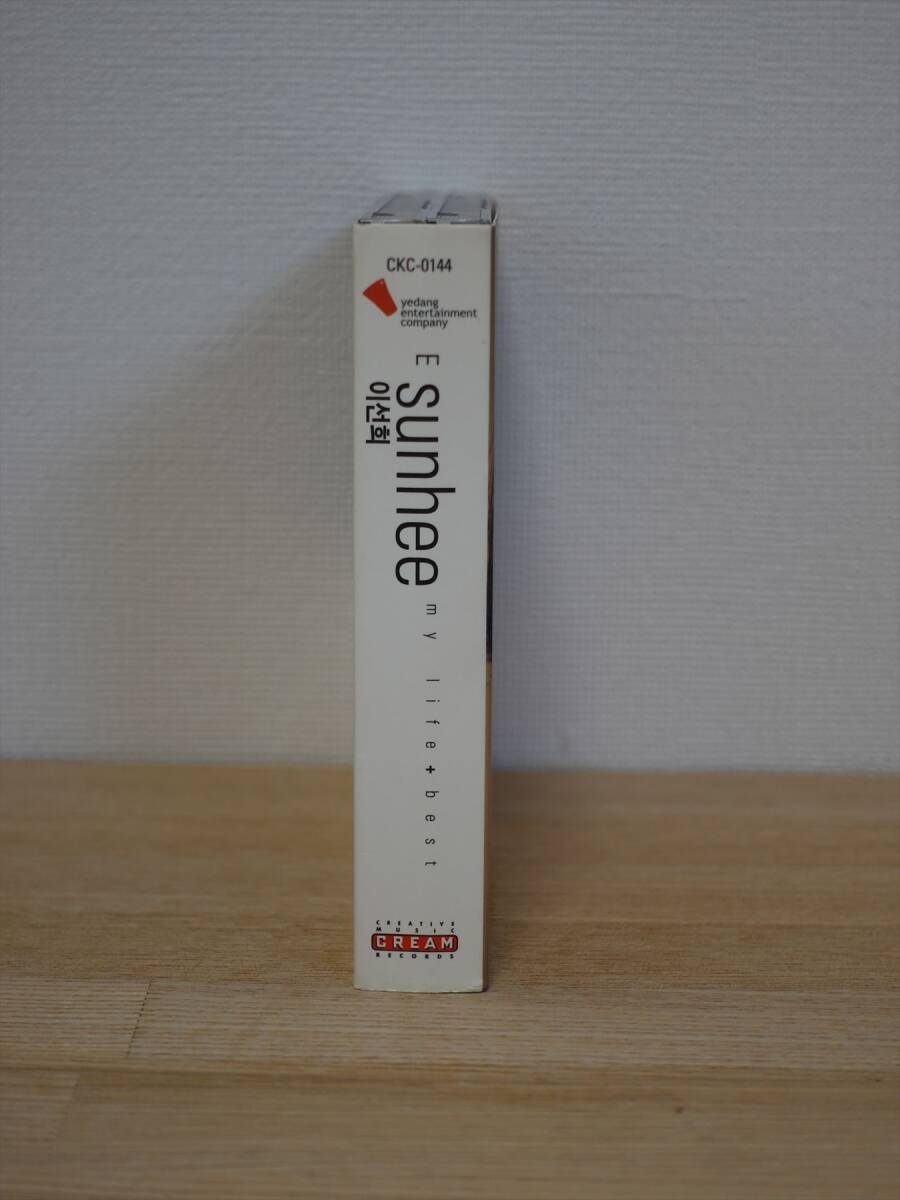 CKC-0144
yedang
entertainment
company
E sunhee my life+best
이선희
CREATIVE
MUSIC
CREAM
RECORDS